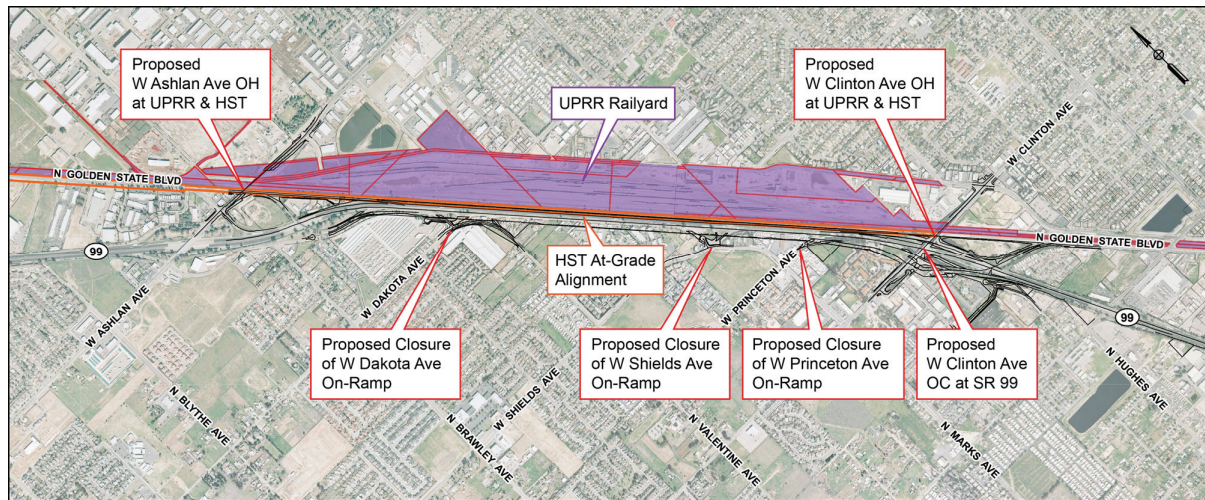 Proposed
W Ashlan Ave OH
at UPRR & HST
UPRR Railyard
Proposed
W Clinton Ave OH
at UPRR & HST
W CLINTON AVE
N GOLDEN STATE BLVD
99
HST At-Grade
Alignment
N GOLDEN STATE BLVD
99
W ASHLAN AVE
W DAKOTA AVE
W PRINCETON AVE
Proposed Closure
of W Dakota Ave
On-Ramp
Proposed Closure
of W Shields Ave
On-Ramp
Proposed Closure
of W Princeton Ave
On-Ramp
Proposed
W Clinton Ave
OC at SR 99
N HUGHES AVE
N BLYTHE AVE
N BRAWLEY AVE
W SHIELDS AVE
N VALENTINE AVE
N MARKS AVE